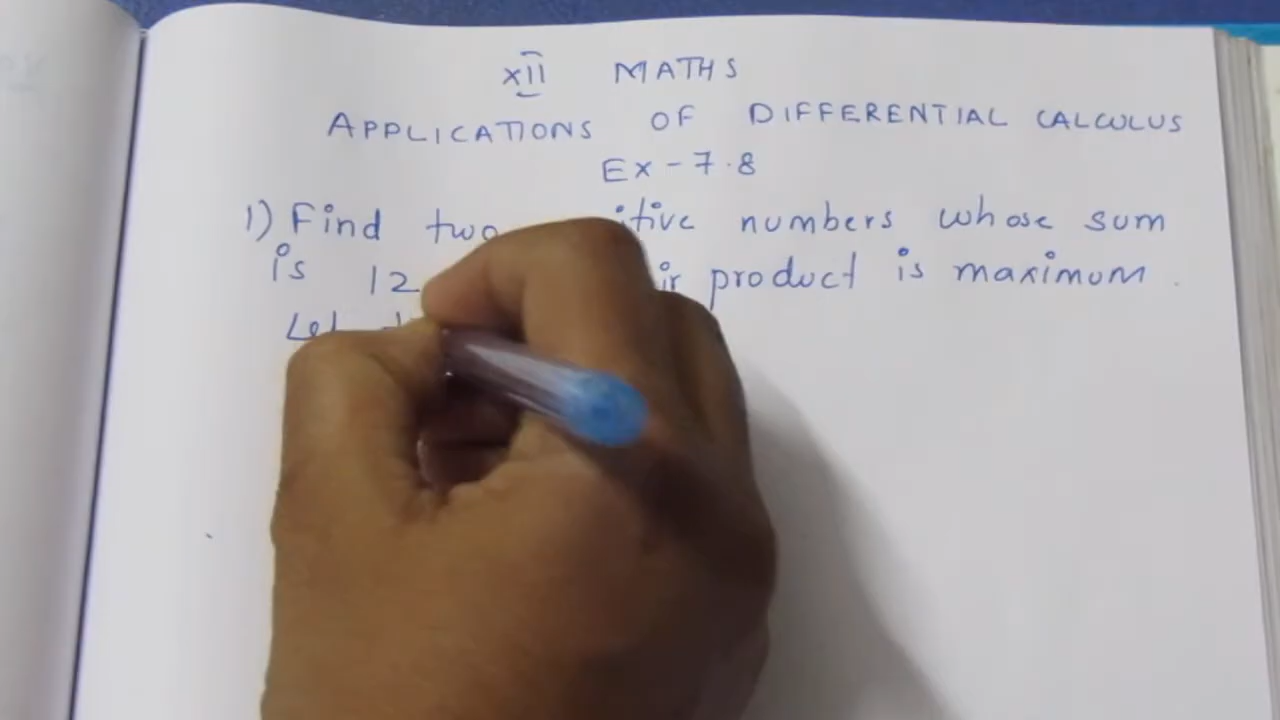 XII MATHS
APPLICATIONS OF DIFFERENTIAL CALCULUS
Ex - 7.8
1) Find two numbers whose sum
is 12 product is maximum.
Let